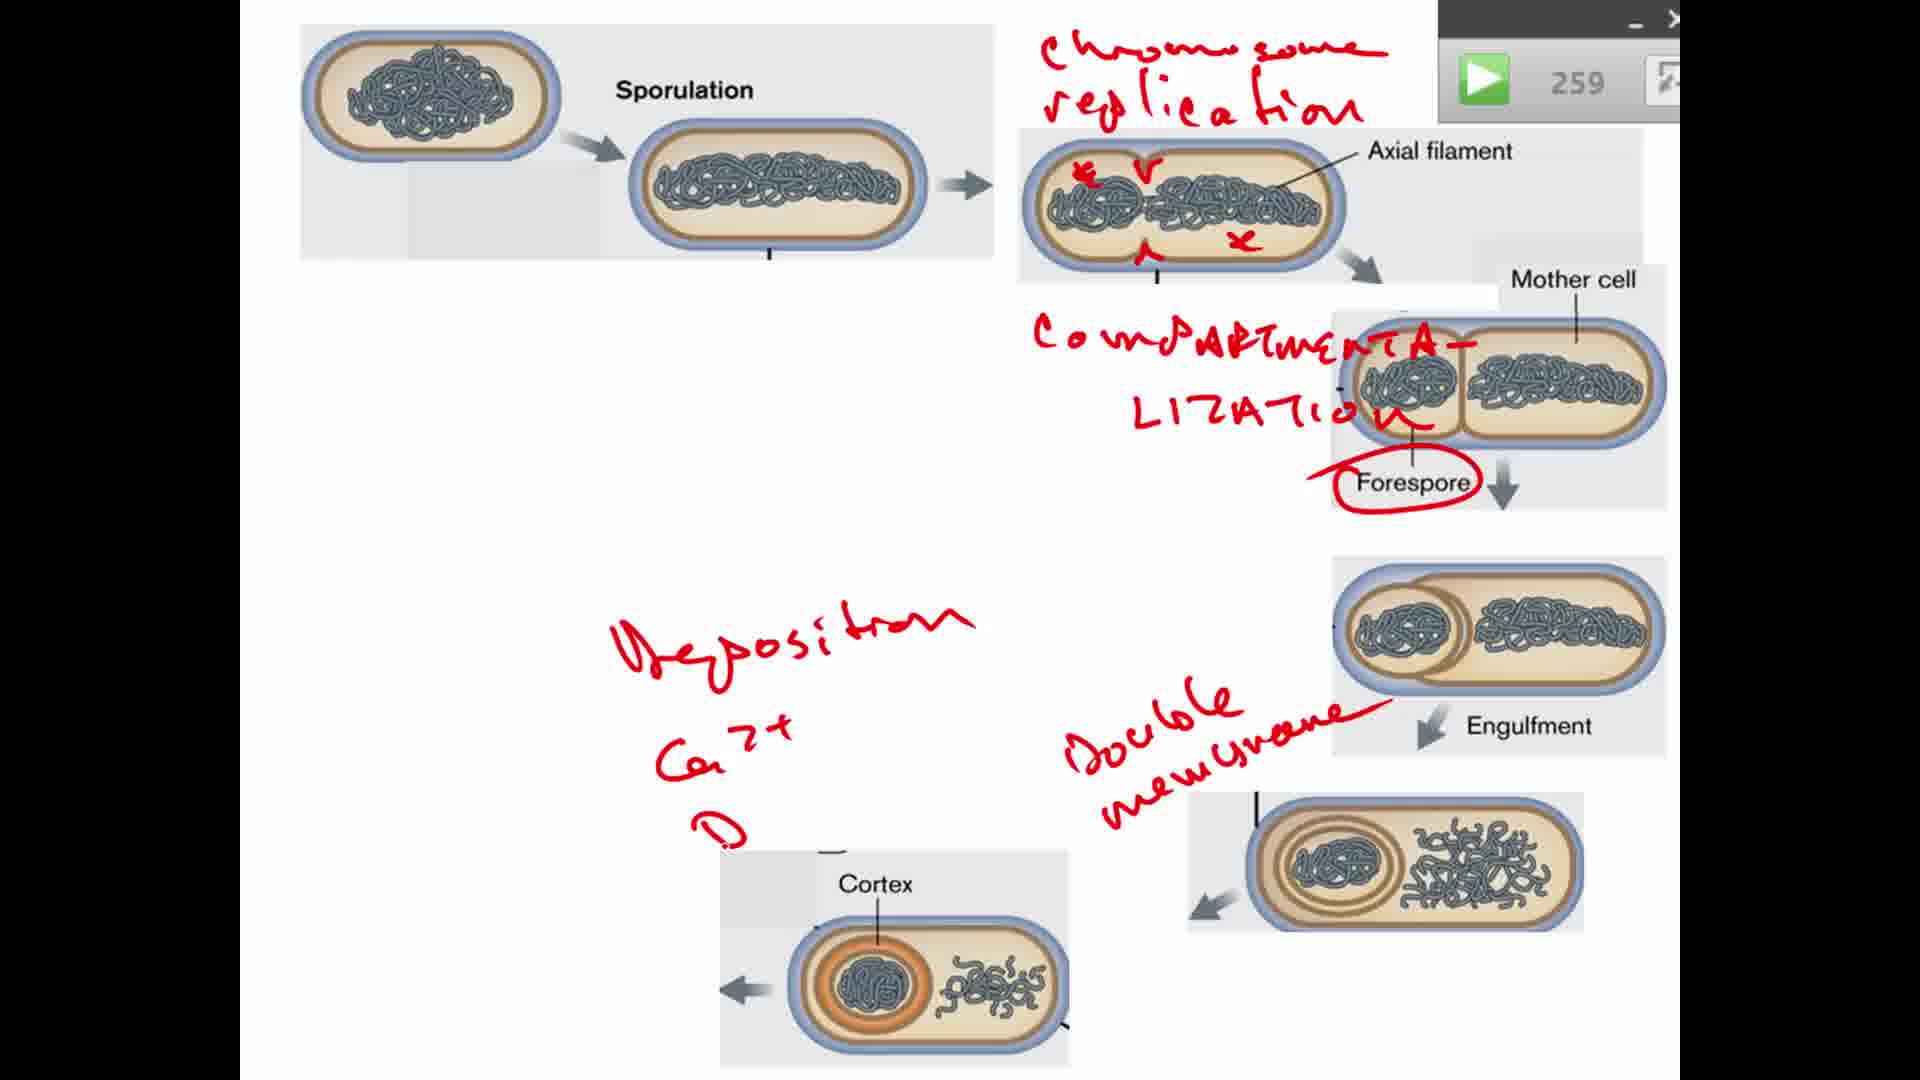 chromosome
replication
259
Sporulation
Axial filament
Mother cell
COMPARTMENTA-
LIZATION
Forespore
Deposition
Ca2+
D
Double
membrane
Engulfment
Cortex